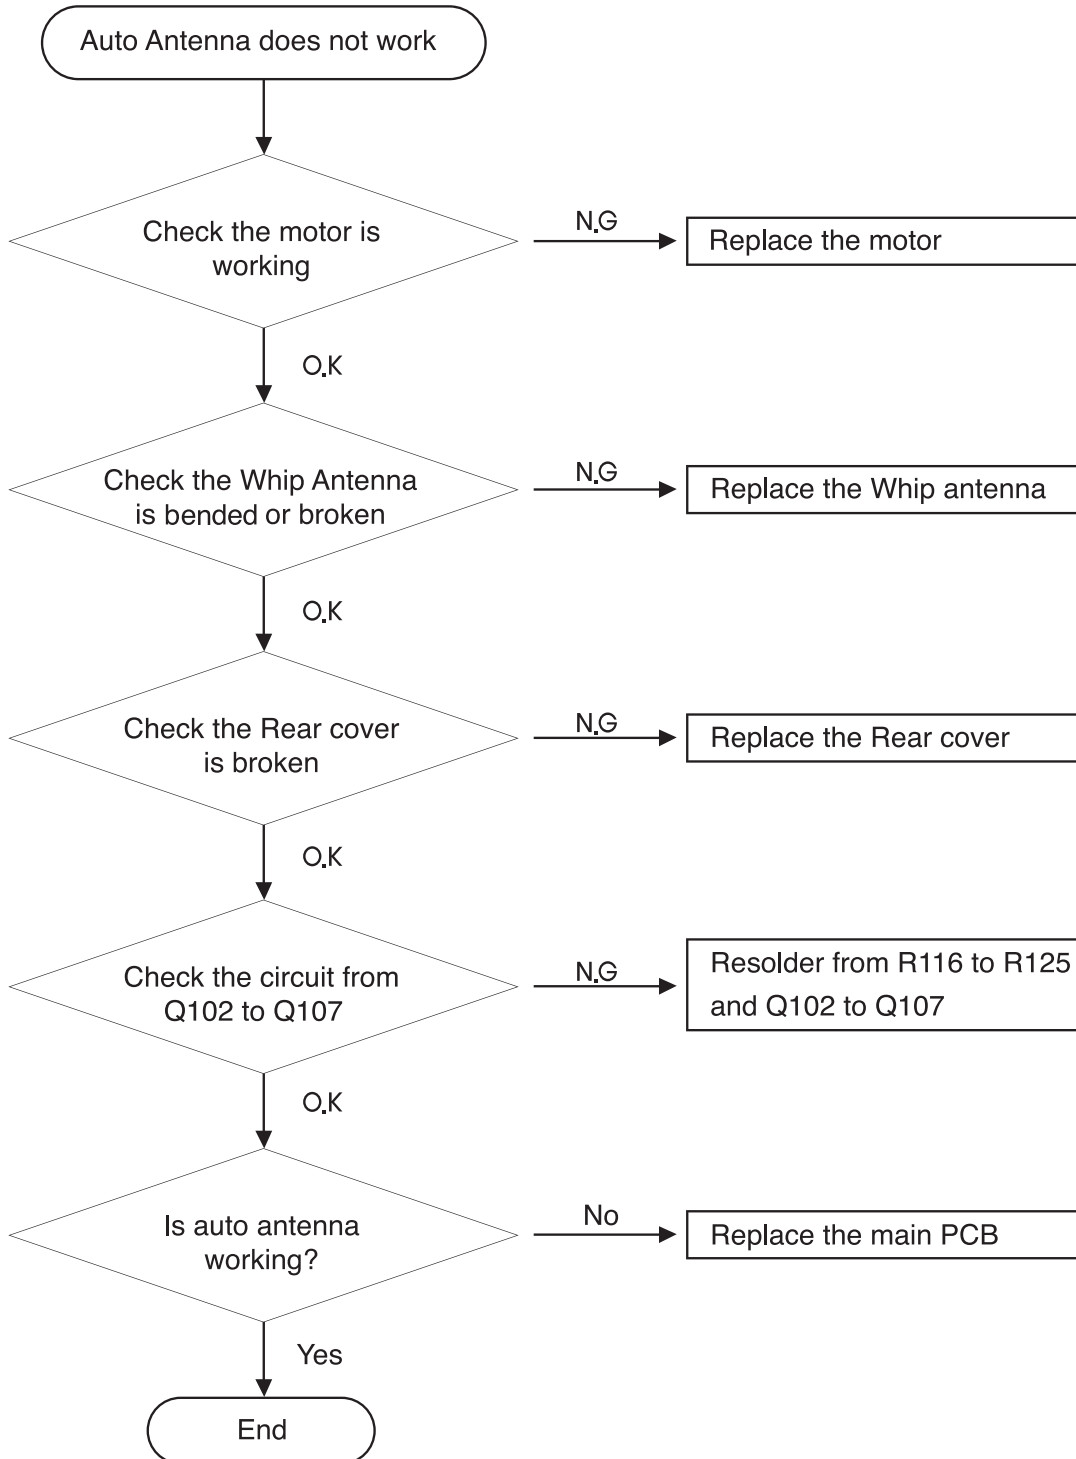 Auto Antenna does not work
Check the motor is
working
N.G
Replace the motor
O.K
Check the Whip Antenna
is bended or broken
N.G
Replace the Whip antenna
O.K
Check the Rear cover
is broken
N.G
Replace the Rear cover
O.K
Check the circuit from
Q102 to Q107
N.G
Resolder from R116 to R125
and Q102 to Q107
O.K
Is auto antenna
working?
No
Replace the main PCB
Yes
End